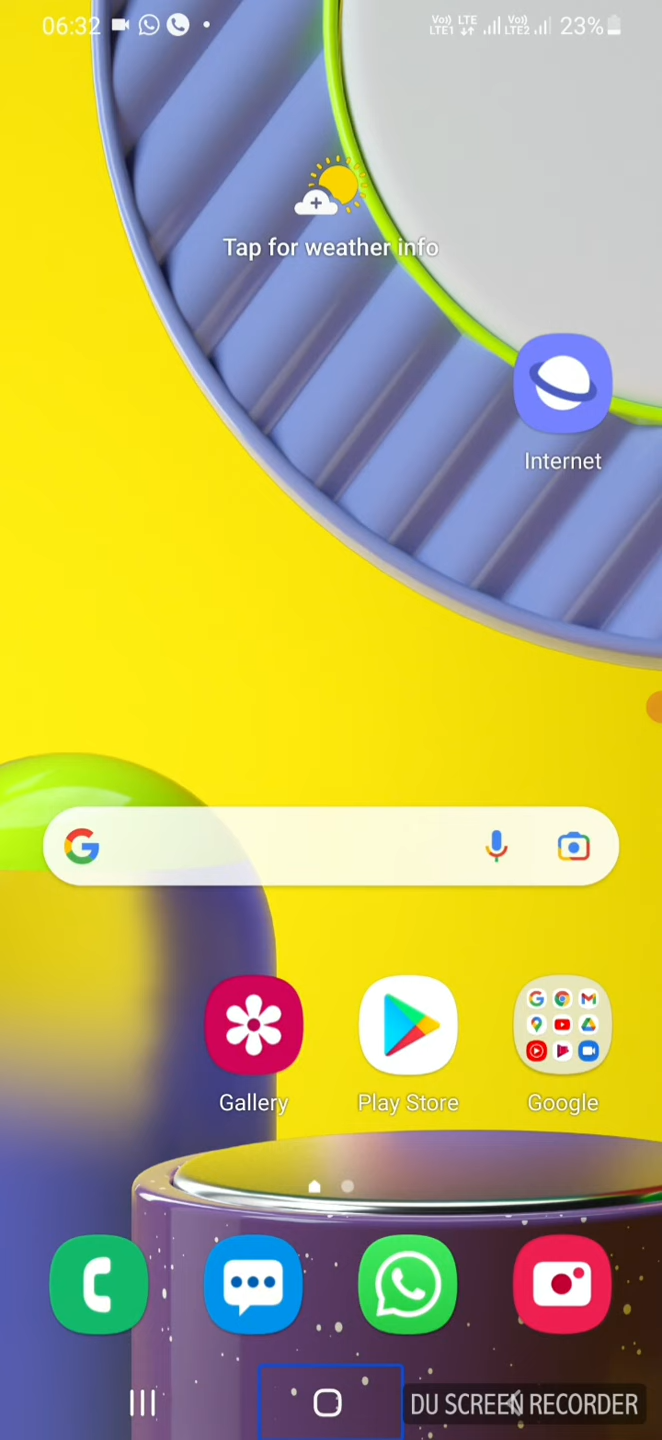 06:32
Vo) LTE Vo)
LTE1 LTE2 23%
Tap for weather info
Internet
Gallery Play Store Google
DU SCREEN RECORDER